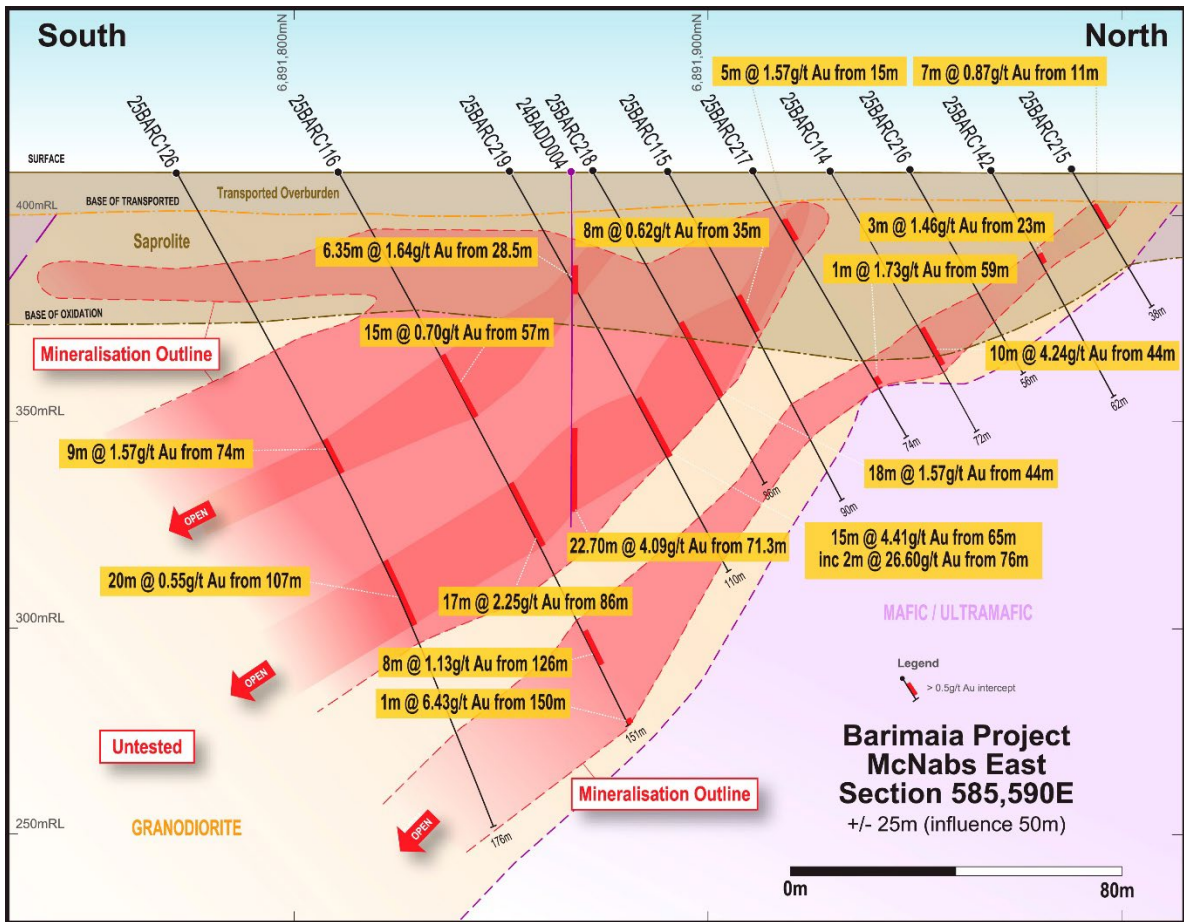 South
North
6,891,800mN
6,891,900mN
5m @ 1.57g/t Au from 15m
7m @ 0.87g/t Au from 11m
25BARC126
25BARC116
25BARC219
24BADD004
25BARC218
25BARC115
25BARC217
25BARC114
25BARC216
25BARC142
25BARC215
SURFACE
Transported Overburden
BASE OF TRANSPORTED
400mRL
Saprolite
8m @ 0.62g/t Au from 35m
3m @ 1.46g/t Au from 23m
6.35m @ 1.64g/t Au from 28.5m
1m @ 1.73g/t Au from 59m
BASE OF OXIDATION
38m
15m @ 0.70g/t Au from 57m
Mineralisation Outline
10m @ 4.24g/t Au from 44m
56m
62m
350mRL
74m
72m
9m @ 1.57g/t Au from 74m
18m @ 1.57g/t Au from 44m
86m
90m
OPEN
22.70m @ 4.09g/t Au from 71.3m
15m @ 4.41g/t Au from 65m
inc 2m @ 26.60g/t Au from 76m
110m
20m @ 0.55g/t Au from 107m
17m @ 2.25g/t Au from 86m
300mRL
MAFIC / ULTRAMAFIC
8m @ 1.13g/t Au from 126m
OPEN
1m @ 6.43g/t Au from 150m
151m
Legend
> 0.5g/t Au intercept
Untested
Barimaia Project
McNabs East
Section 585,590E
+/- 25m (influence 50m)
Mineralisation Outline
GRANODIORITE
250mRL
OPEN
176m
0m
80m